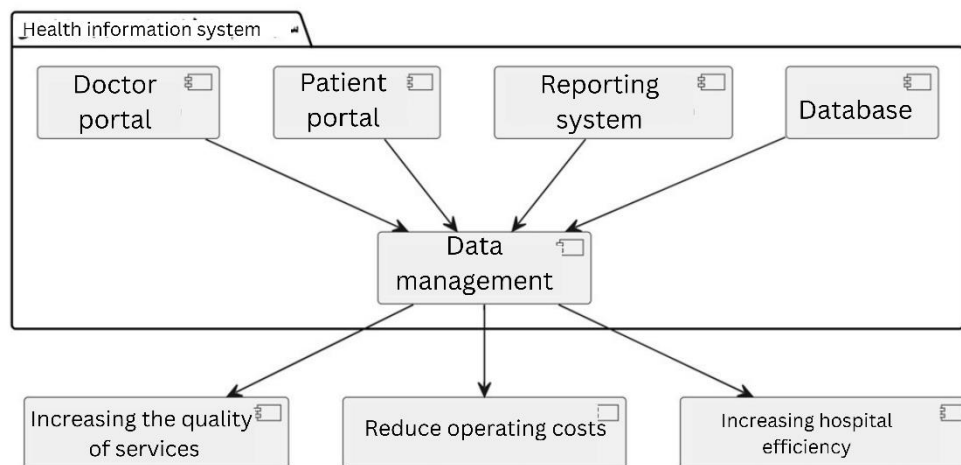 Health information system
Doctor
portal
Patient
portal
Reporting
system
Database
Data
management
Increasing the quality
of services
Reduce operating costs
Increasing hospital
efficiency